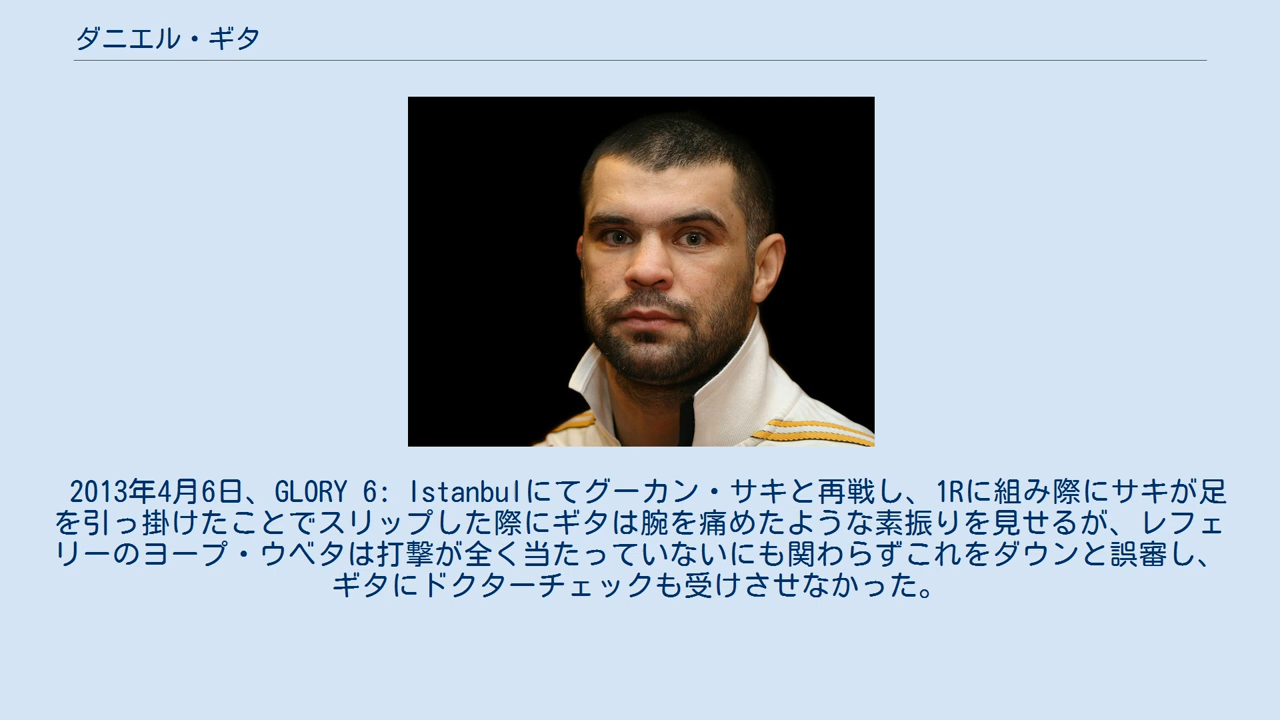 ダニエル・ギタ
2013年4月6日、GLORY 6: Istanbulにてグーカン・サキと再戦し、1Rに組み際にサキが足
を引っ掛けたことでスリップした際にギタは腕を痛めたような素振りを見せるが、レフェ
リーのヨープ・ウベタは打撃が全く当たっていないにも関わらずこれをダウンと誤審し、
ギタにドクターチェックも受けさせなかった。